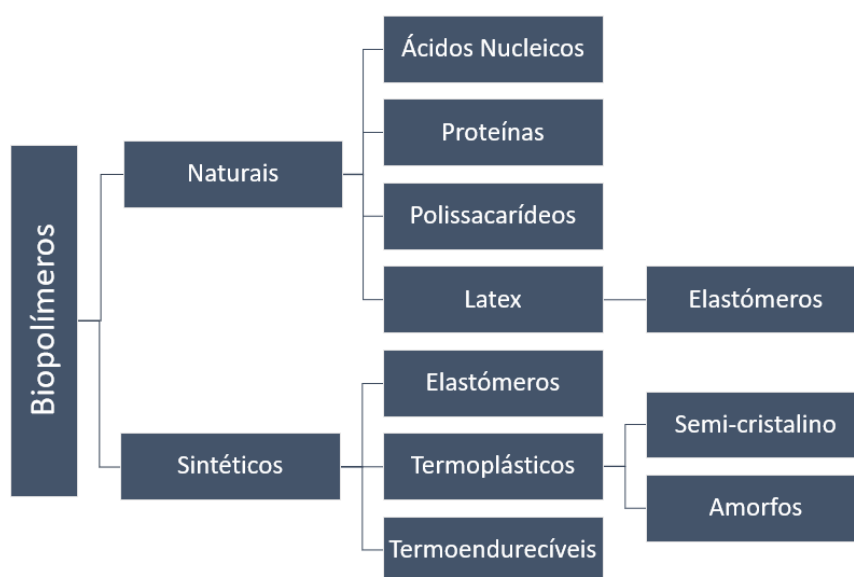 Biopolímeros
Naturais
Ácidos Nucleicos
Proteínas
Polissacarídeos
Latex
Elastómeros
Sintéticos
Elastómeros
Termoplásticos
Semi-cristalino
Amorfos
Termoendurecíveis